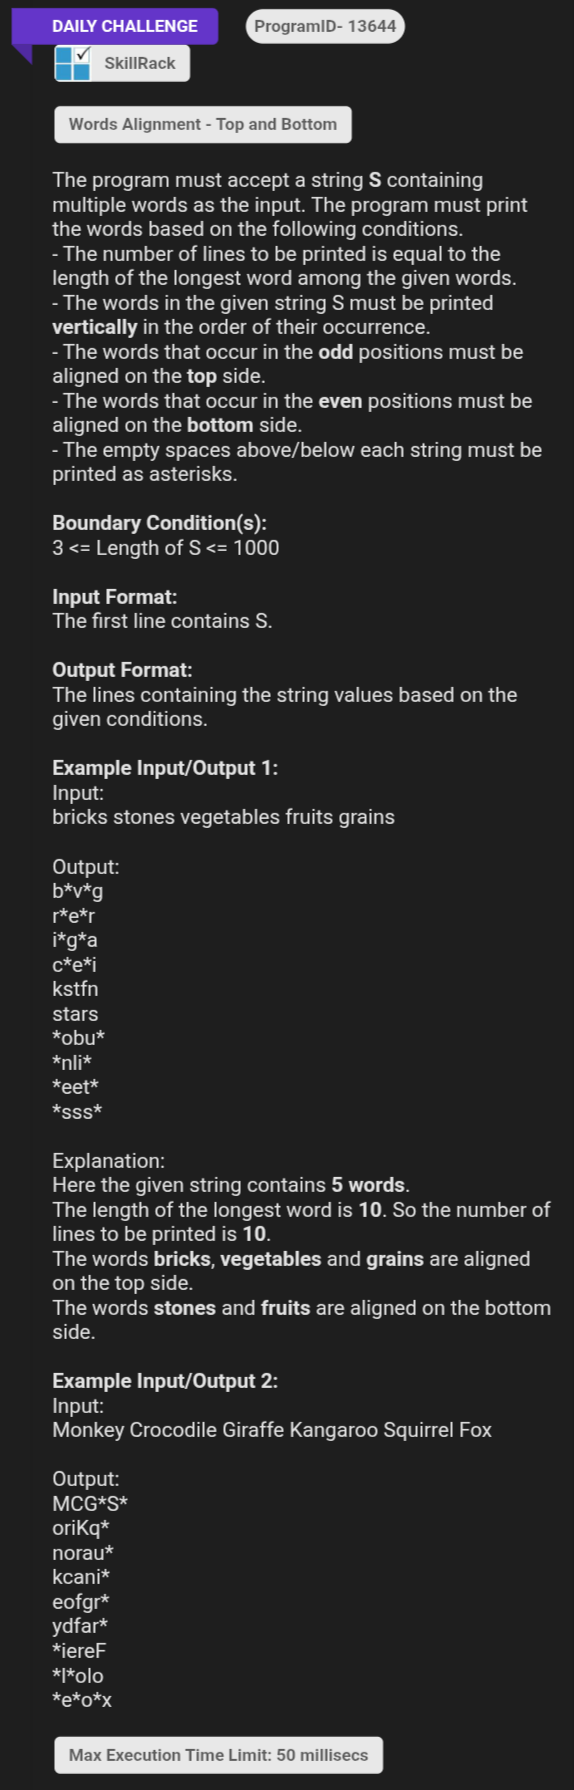 DAILY CHALLENGE
ProgramID- 13644
SkillRack
Words Alignment - Top and Bottom
The program must accept a string S containing
multiple words as the input. The program must print
the words based on the following conditions.
- The number of lines to be printed is equal to the
length of the longest word among the given words.
- The words in the given string S must be printed
vertically in the order of their occurrence.
- The words that occur in the odd positions must be
aligned on the top side.
- The words that occur in the even positions must be
aligned on the bottom side.
- The empty spaces above/below each string must be
printed as asterisks.
Boundary Condition(s):
3 <= Length of S <= 1000
Input Format:
The first line contains S.
Output Format:
The lines containing the string values based on the
given conditions.
Example Input/Output 1:
Input:
bricks stones vegetables fruits grains
Output:
b*v*g
r*e*r
i*g*a
c*e*i
kstfn
stars
*obu*
*nli*
*eet*
*sss*
Explanation:
Here the given string contains 5 words.
The length of the longest word is 10. So the number of
lines to be printed is 10.
The words bricks, vegetables and grains are aligned
on the top side.
The words stones and fruits are aligned on the bottom
side.
Example Input/Output 2:
Input:
Monkey Crocodile Giraffe Kangaroo Squirrel Fox
Output:
MCG*S*
oriKq*
norau*
kcani*
eofgr*
ydfar*
*iereF
*l*olo
*e*o*x
Max Execution Time Limit: 50 millisecs